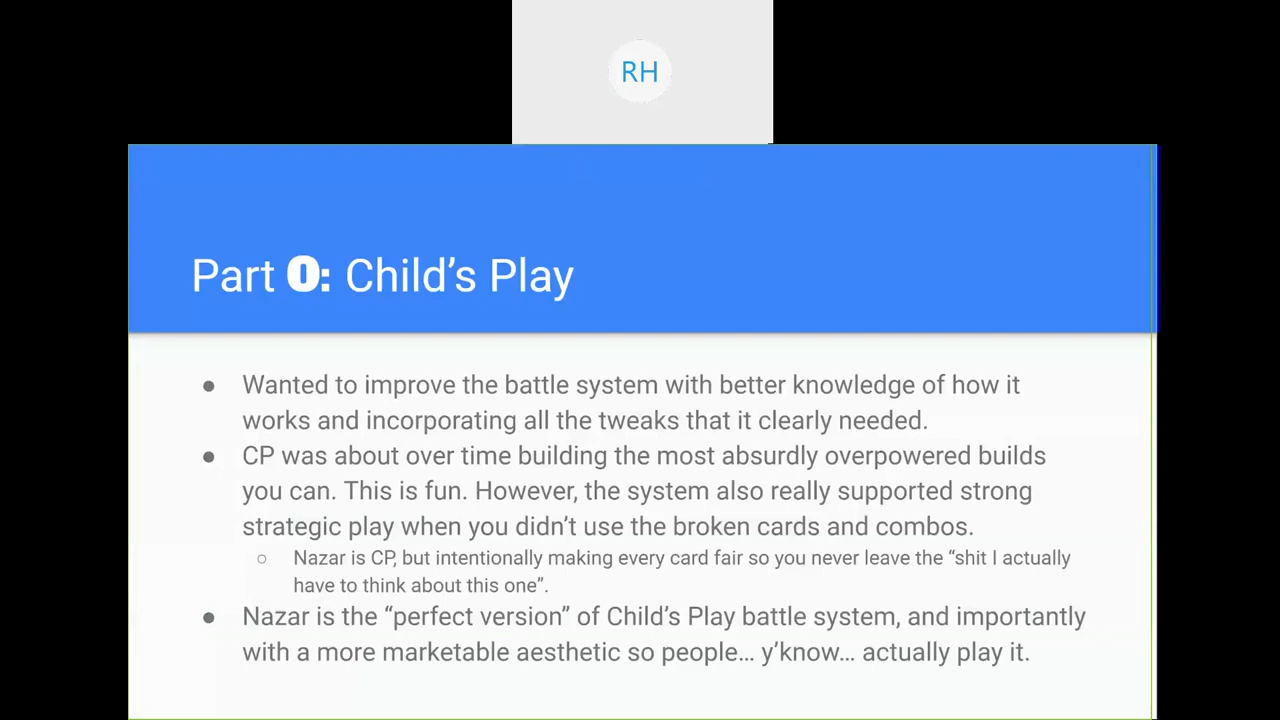 RH
Part 0: Child’s Play
● Wanted to improve the battle system with better knowledge of how it
works and incorporating all the tweaks that it clearly needed.
● CP was about over time building the most absurdly overpowered builds
you can. This is fun. However, the system also really supported strong
strategic play when you didn’t use the broken cards and combos.
○ Nazar is CP, but intentionally making every card fair so you never leave the “shit I actually
have to think about this one”.
● Nazar is the “perfect version” of Child’s Play battle system, and importantly
with a more marketable aesthetic so people… y’know… actually play it.